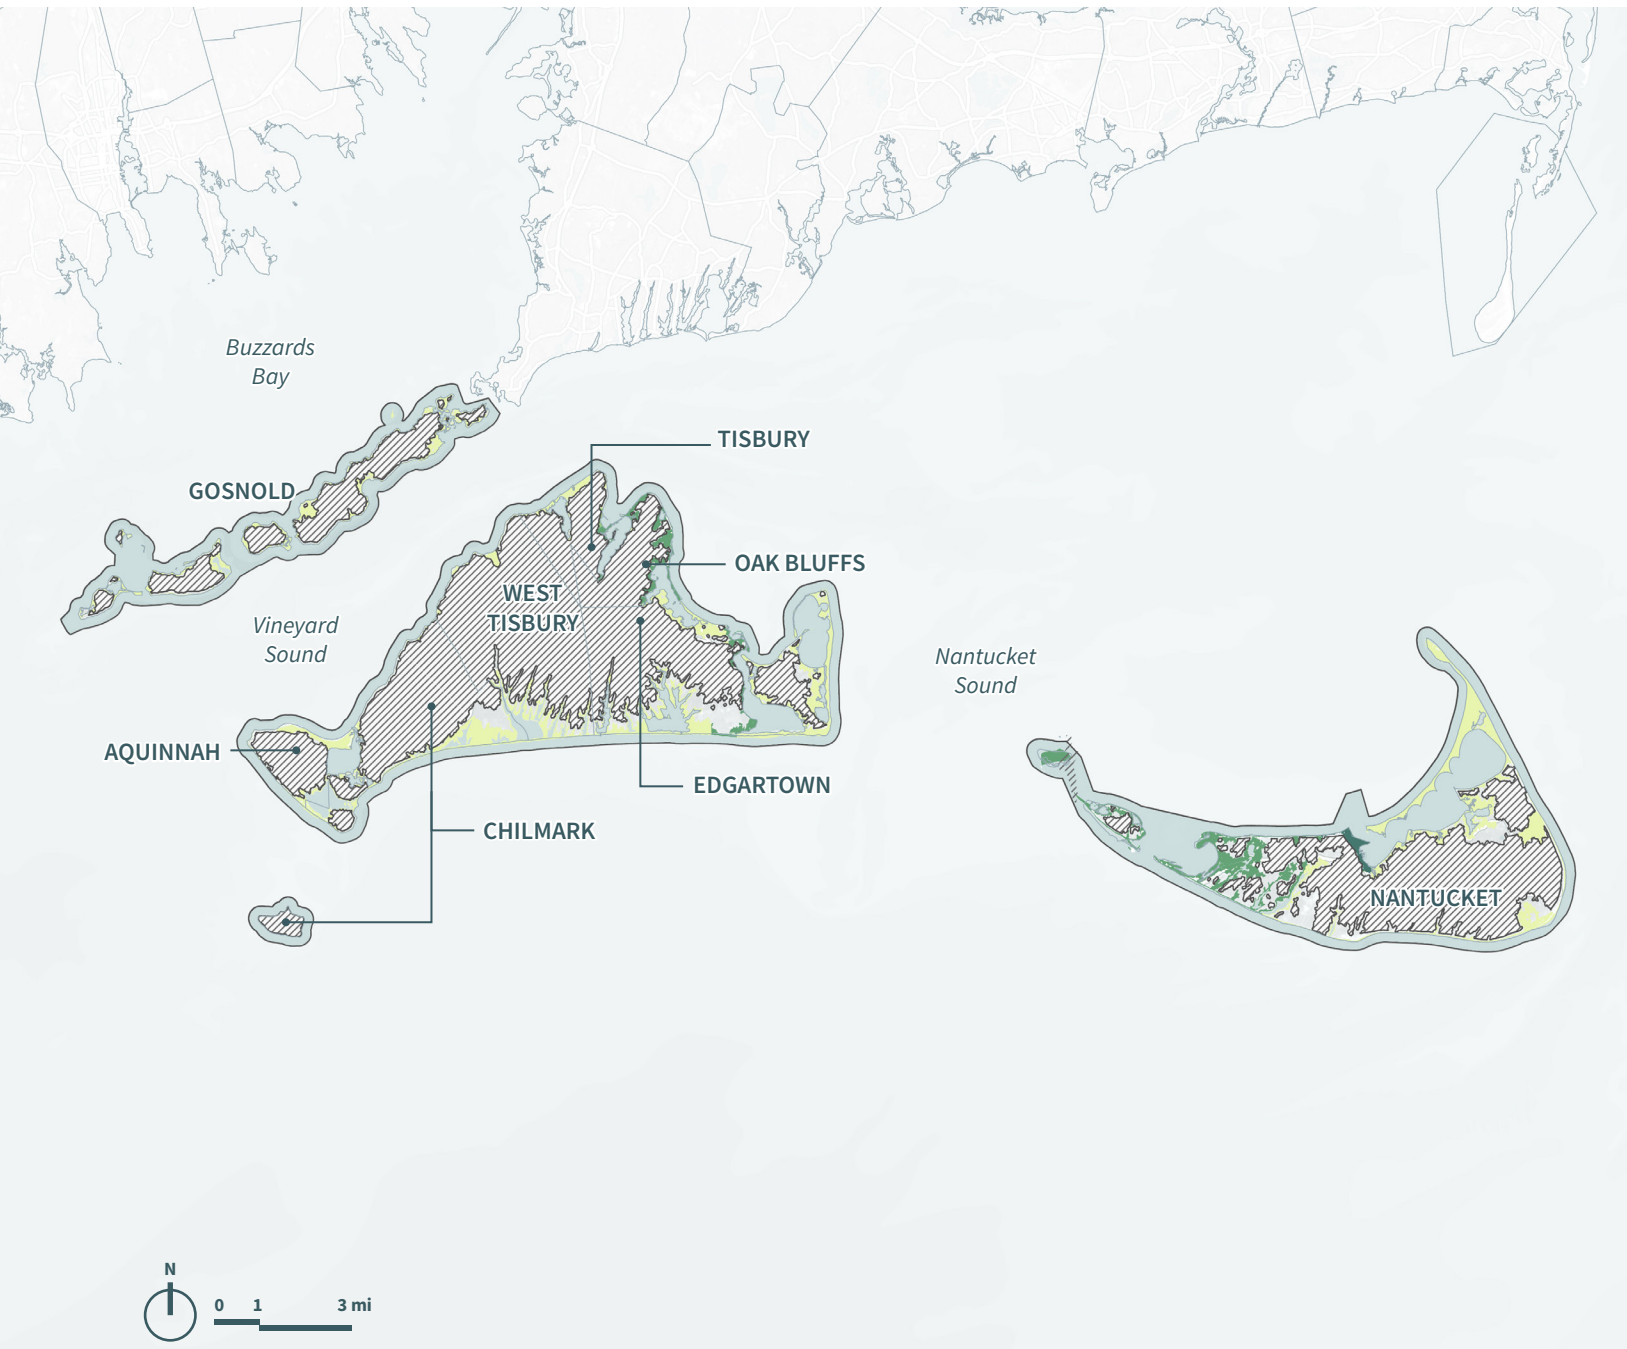 Buzzards
Bay
TISBURY
GOSNOLD
OAK BLUFFS
WEST
TISBURY
Vineyard
Sound
Nantucket
Sound
AQUINNAH
EDGARTOWN
CHILMARK
NANTUCKET
N
0 1 3 mi